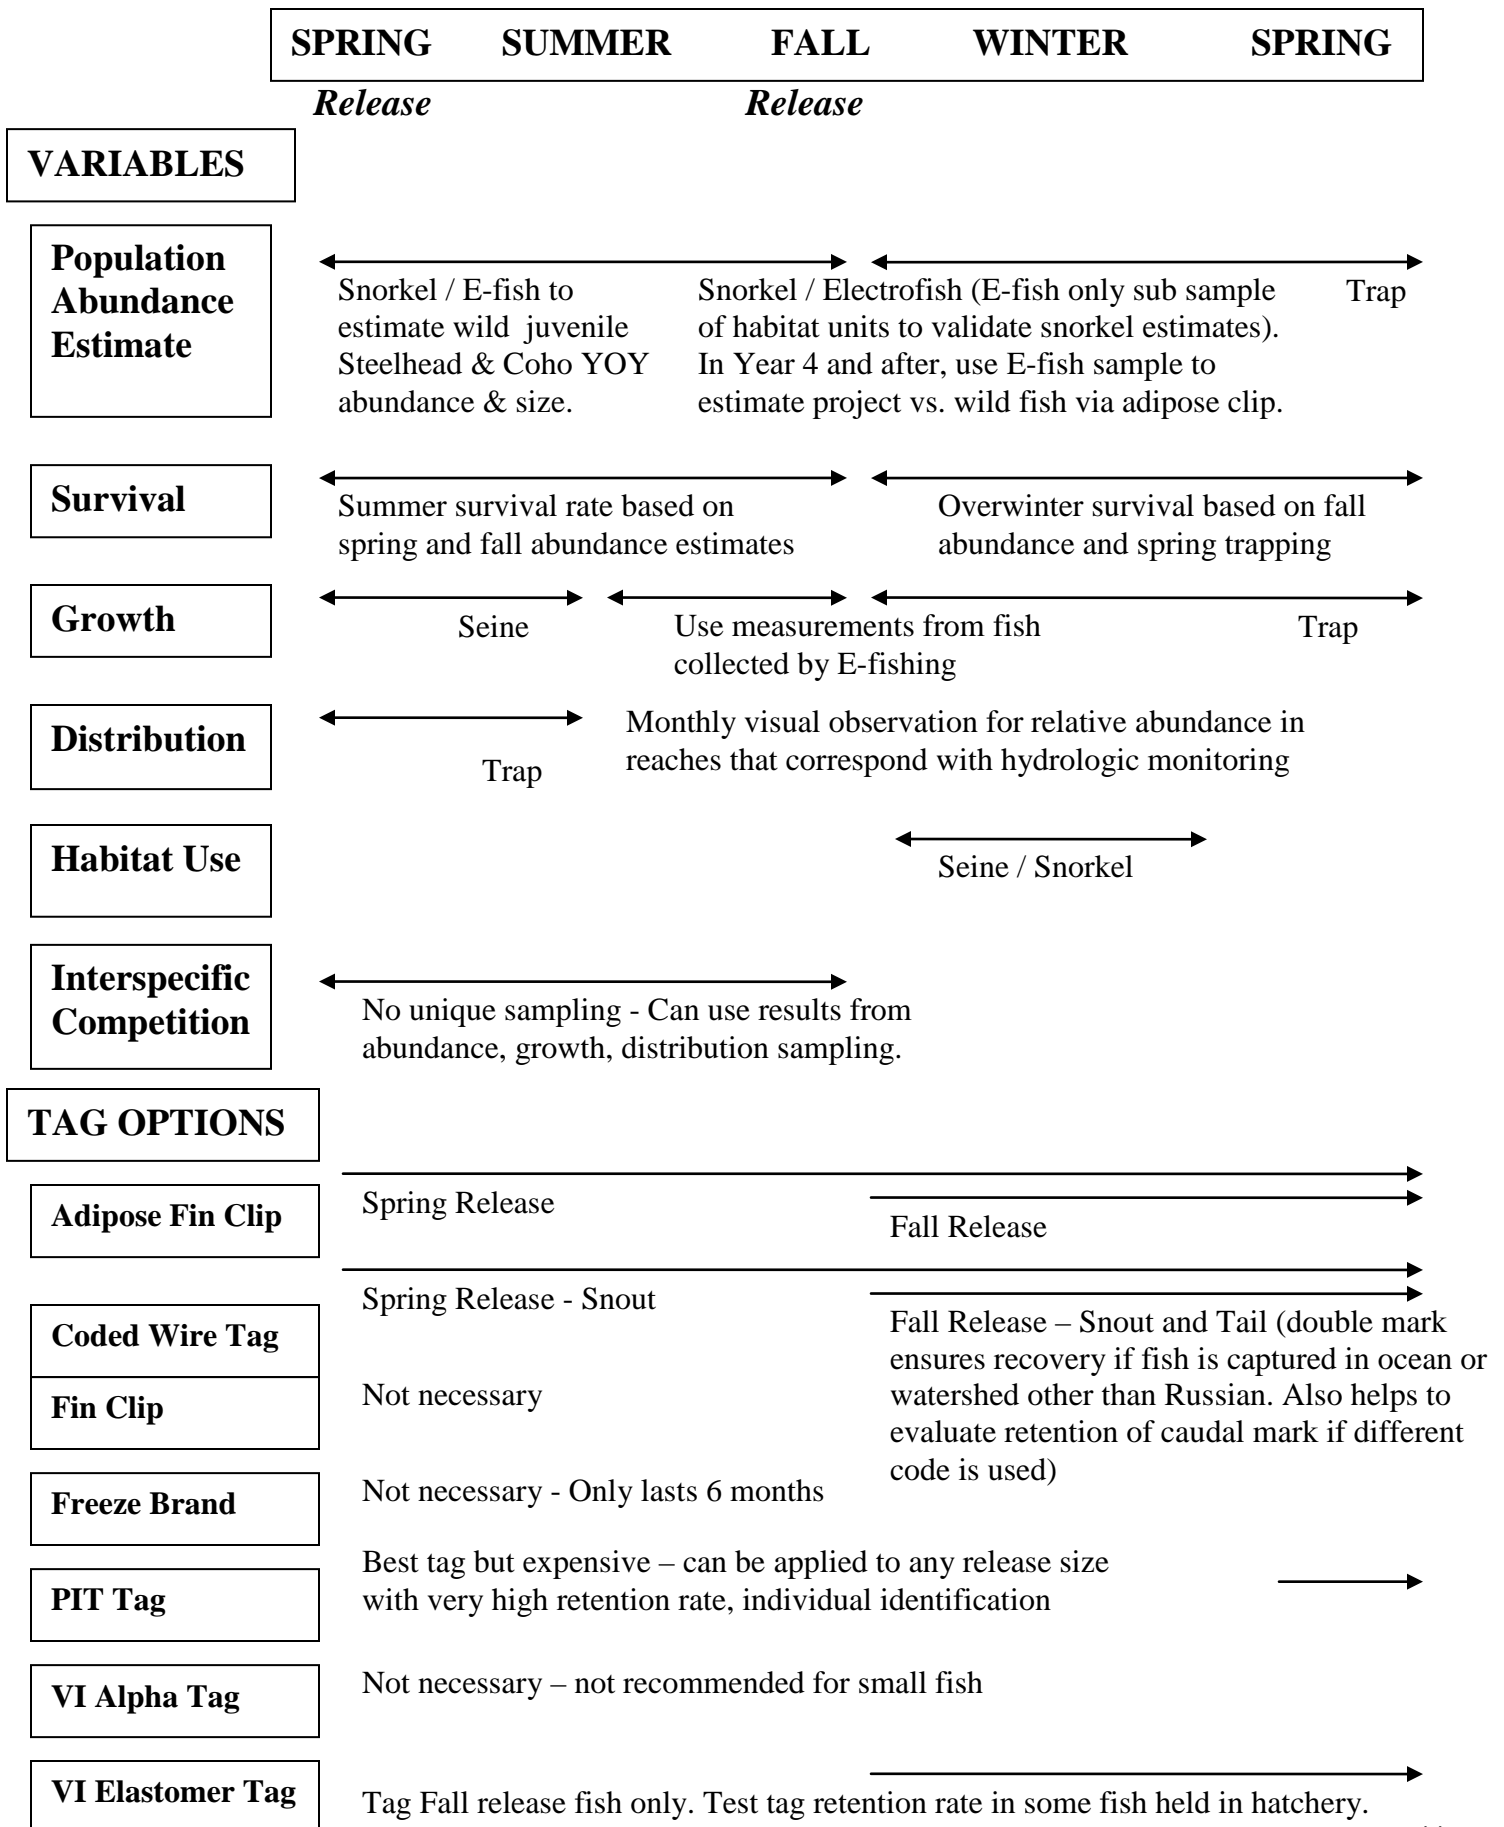 SPRING SUMMER FALL WINTER SPRING
Release Release
VARIABLES
Population
Abundance
Estimate
Snorkel / E-fish to
estimate wild juvenile
Steelhead & Coho YOY
abundance & size.
Snorkel / Electrofish (E-fish only sub sample
of habitat units to validate snorkel estimates).
In Year 4 and after, use E-fish sample to
estimate project vs. wild fish via adipose clip.
Trap
Survival
Summer survival rate based on
spring and fall abundance estimates
Overwinter survival based on fall
abundance and spring trapping
Growth
Seine
Use measurements from fish
collected by E-fishing
Trap
Distribution
Trap
Monthly visual observation for relative abundance in
reaches that correspond with hydrologic monitoring
Habitat Use
Seine / Snorkel
Interspecific
Competition
No unique sampling - Can use results from
abundance, growth, distribution sampling.
TAG OPTIONS
Adipose Fin Clip
Spring Release
Fall Release
Coded Wire Tag
Spring Release - Snout
Fall Release – Snout and Tail (double mark
ensures recovery if fish is captured in ocean or
watershed other than Russian. Also helps to
evaluate retention of caudal mark if different
code is used)
Fin Clip
Not necessary
Freeze Brand
Not necessary - Only lasts 6 months
PIT Tag
Best tag but expensive – can be applied to any release size
with very high retention rate, individual identification
VI Alpha Tag
Not necessary – not recommended for small fish
VI Elastomer Tag
Tag Fall release fish only. Test tag retention rate in some fish held in hatchery.